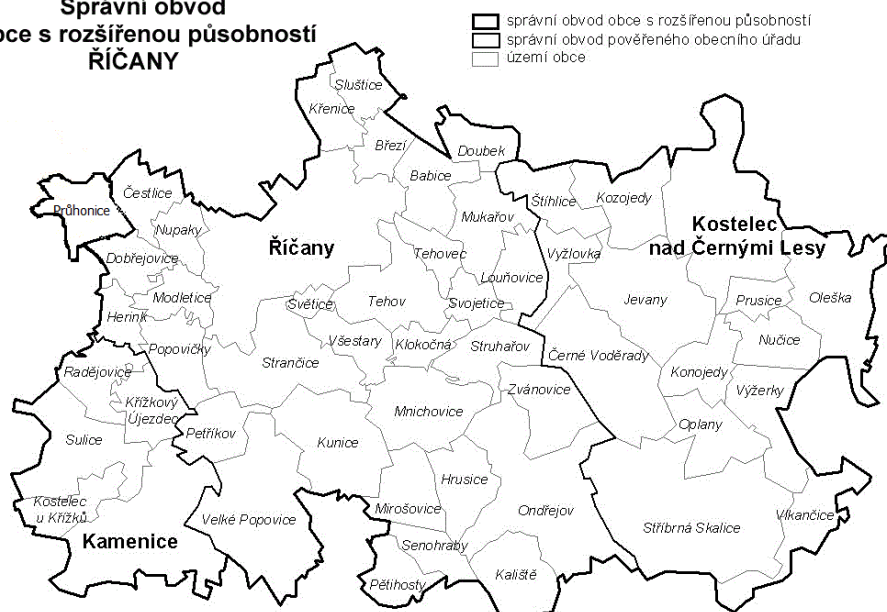 Správní obvod
obce s rozšířenou působností
ŘÍČANY
správní obvod obce s rozšířenou působností
správní obvod pověřeného obecního úřadu
území obce
Sluštice
Křenice
Březí
Doubek
Babice
Průhonice
Čestlice
Štíhlice
Kozojedy
Mukařov
Nupaky
Kostelec
nad Černými Lesy
Říčany
Dobřejovice
Tehovec
Vyžlovka
Louňovice
Modletice
Světice
Tehov
Svojetice
Jevany
Prusice
Oleška
Herink
Popovičky
Všestary
Klokočná
Struhařov
Nučice
Strančice
Černé Voděrady
Radějovice
Konojedy
Křížkový
Újezdec
Zvánovice
Výžerky
Mnichovice
Oplany
Sulice
Petříkov
Kunice
Hrusice
Kostelec
u Křížků
Velké Popovice
Mirošovice
Ondřejov
Stříbrná Skalice
Vlkančice
Kamenice
Senohraby
Kaliště
Pětihosty